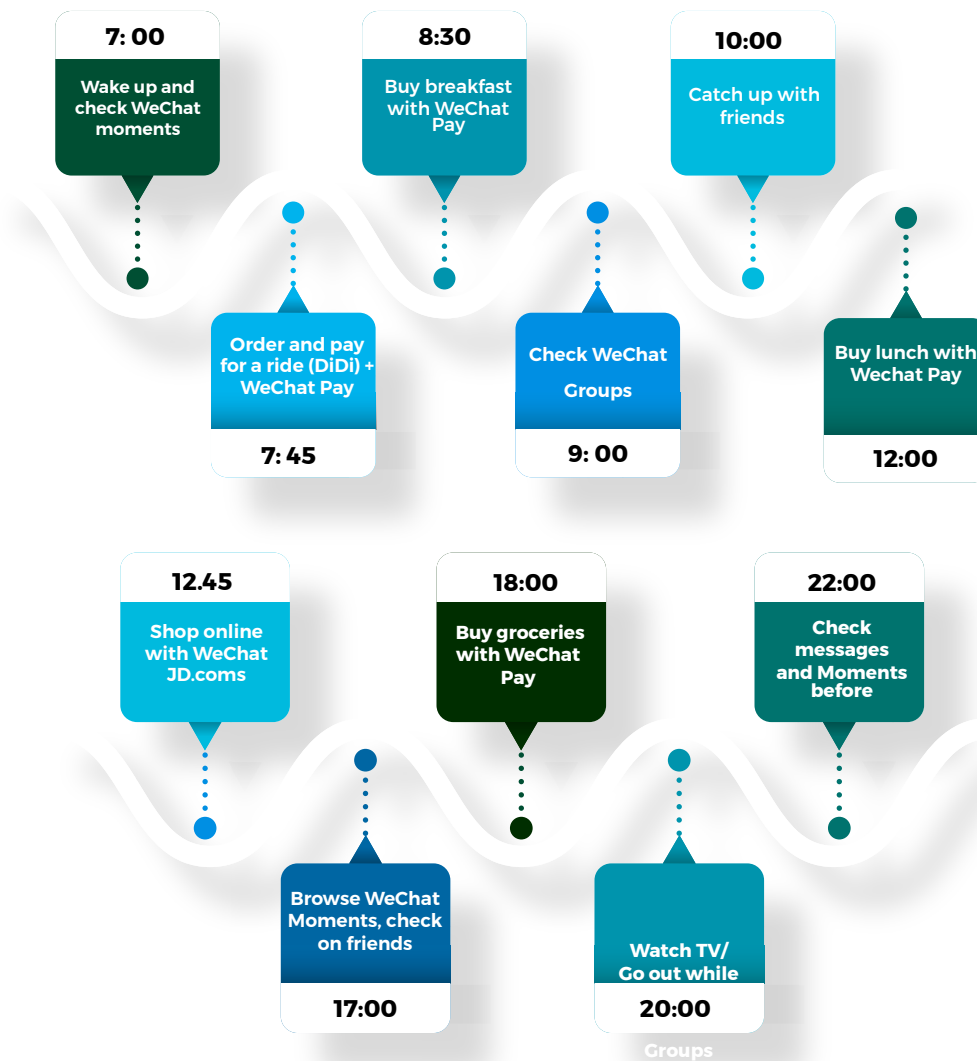 7: 00
Wake up and
check WeChat
moments
Order and pay
for a ride (DiDi) +
WeChat Pay
7: 45
8:30
Buy breakfast
with WeChat
Pay
Check WeChat
Groups
9: 00
10:00
Catch up with
friends
Buy lunch with
Wechat Pay
12:00
12.45
Shop online
with WeChat
JD.coms
Browse WeChat
Moments, check
on friends
17:00
18:00
Buy groceries
with WeChat
Pay
Watch TV/
Go out while
20:00
Groups
22:00
Check
messages
and Moments
before